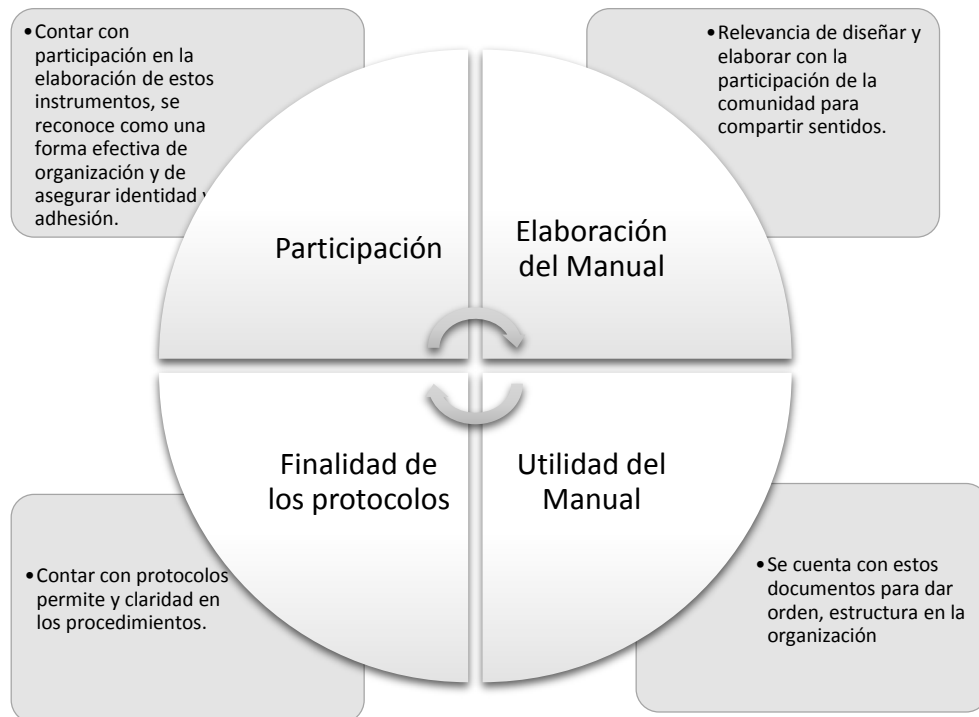 •Contar con
participación en la
elaboración de estos
instrumentos, se
reconoce como una
forma efectiva de
organización y de
asegurar identidad y
adhesión.
•Relevancia de diseñar y
elaborar con la
participación de la
comunidad para
compartir sentidos.
Participación
Elaboración
del Manual
Finalidad de
los protocolos
Utilidad del
Manual
•Contar con protocolos
permite y claridad en
los procedimientos.
•Se cuenta con estos
documentos para dar
orden, estructura en la
organización